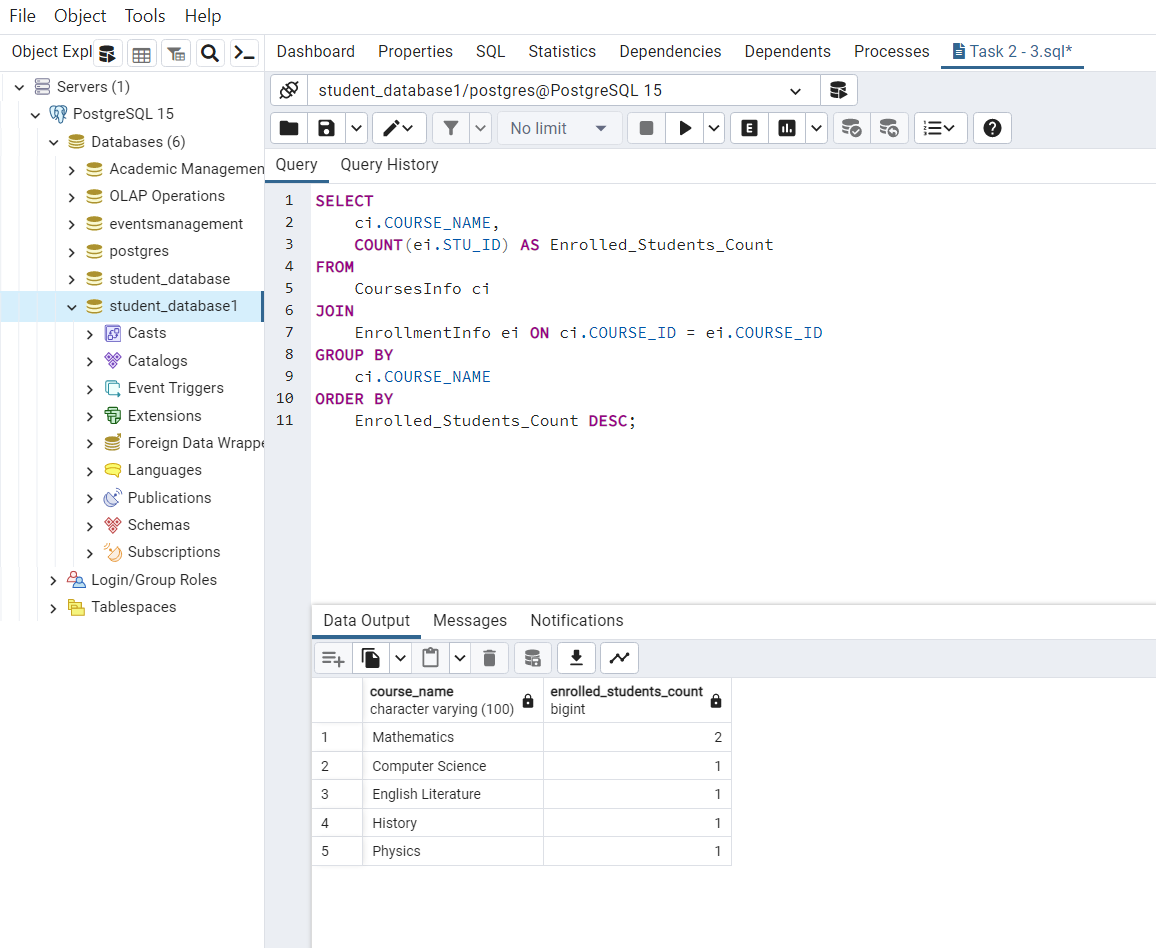 File Object Tools Help
Object Expl
Dashboard Properties SQL Statistics Dependencies Dependents Processes Task 2 - 3.sql*
Servers (1)
PostgreSQL 15
Databases (6)
Academic Managemen
OLAP Operations
eventsmanagement
postgres
student_database
student_database1
Casts
Catalogs
Event Triggers
Extensions
Foreign Data Wrappe
Languages
Publications
Schemas
Subscriptions
Login/Group Roles
Tablespaces
student_database1/postgres@PostgreSQL 15
No limit
E
Query Query History
1 SELECT
2 ci.COURSE_NAME,
3 COUNT(ei.STU_ID) AS Enrolled_Students_Count
4 FROM
5 CoursesInfo ci
6 JOIN
7 EnrollmentInfo ei ON ci.COURSE_ID = ei.COURSE_ID
8 GROUP BY
9 ci.COURSE_NAME
10 ORDER BY
11 Enrolled_Students_Count DESC;
Data Output Messages Notifications
course_name enrolled_students_count
character varying (100) bigint
1 Mathematics 2
2 Computer Science 1
3 English Literature 1
4 History 1
5 Physics 1